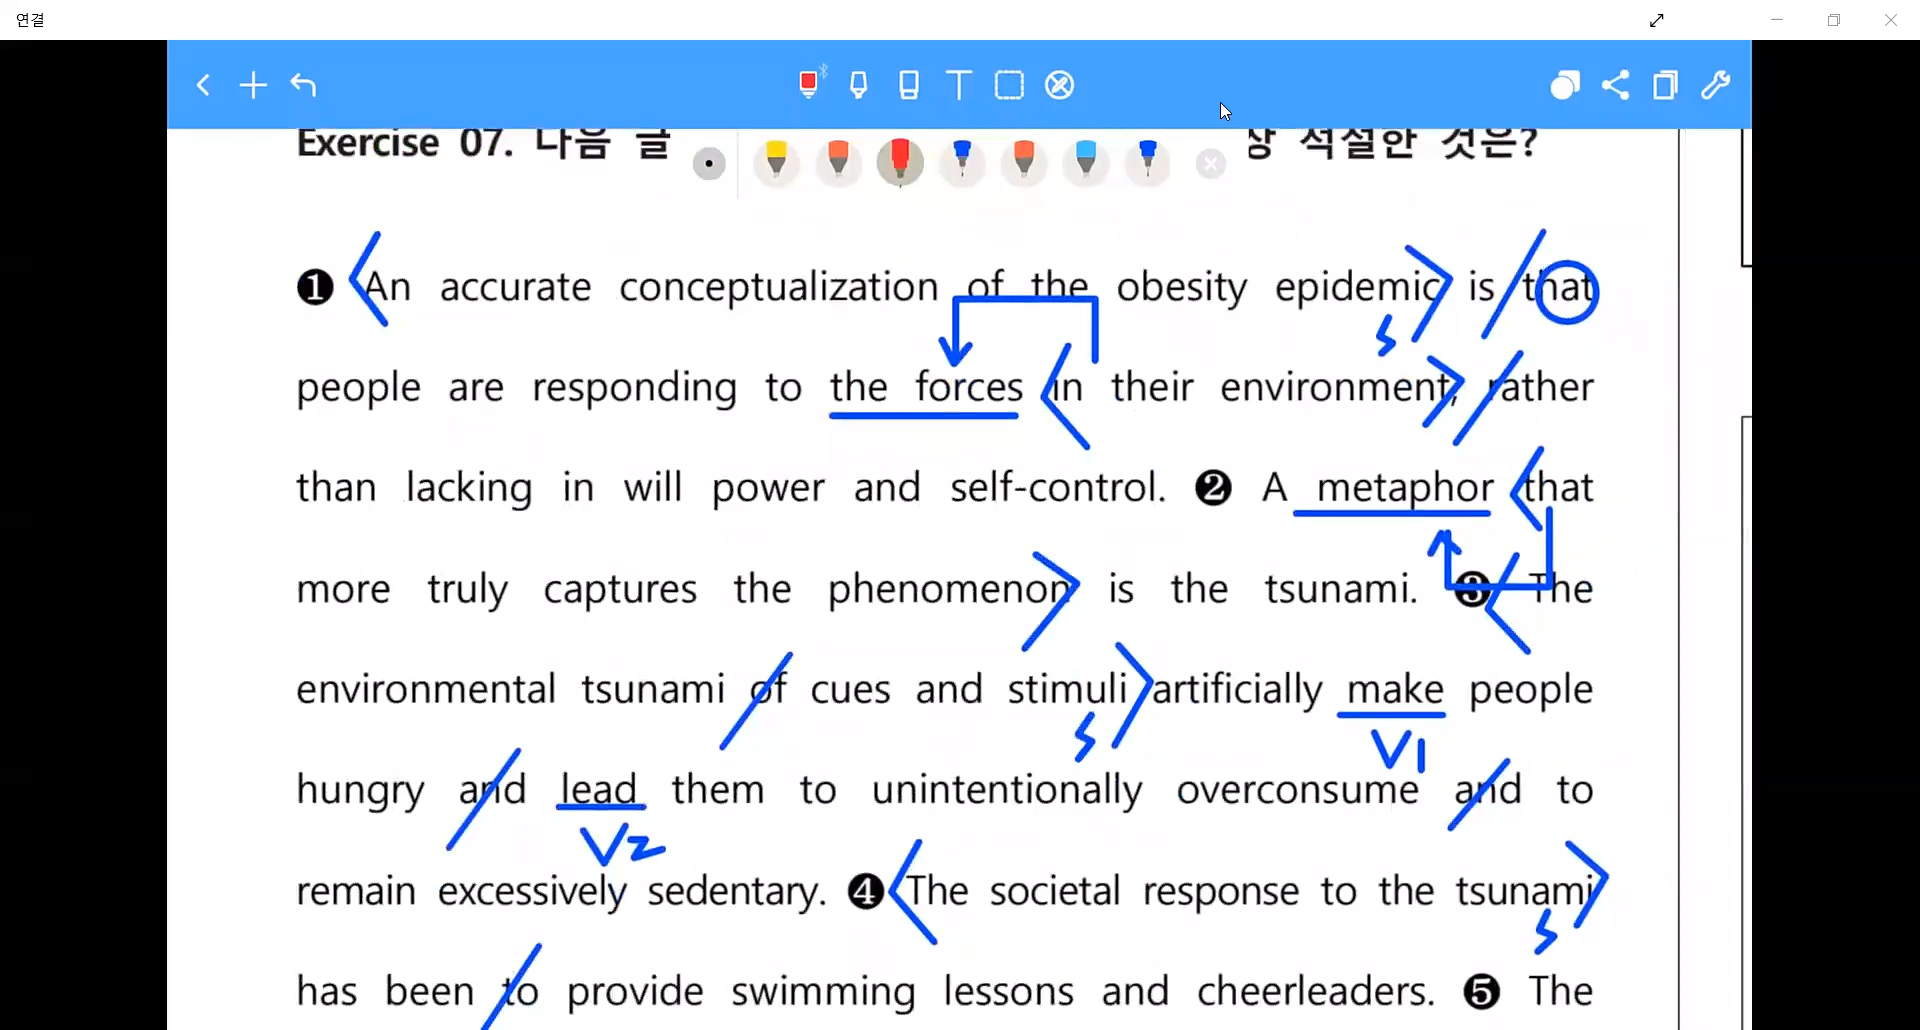 연결
Exercise 07. 다음 글 적절한 것은?
❶ An accurate conceptualization of the obesity epidemic is that
people are responding to the forces in their environment, rather
than lacking in will power and self-control. ❷ A metaphor that
more truly captures the phenomenon is the tsunami. ❸ The
environmental tsunami of cues and stimuli artificially make people
hungry and lead them to unintentionally overconsume and to
remain excessively sedentary. ❹ The societal response to the tsunami
has been to provide swimming lessons and cheerleaders. ❺ The
S
S
V1
V2
S